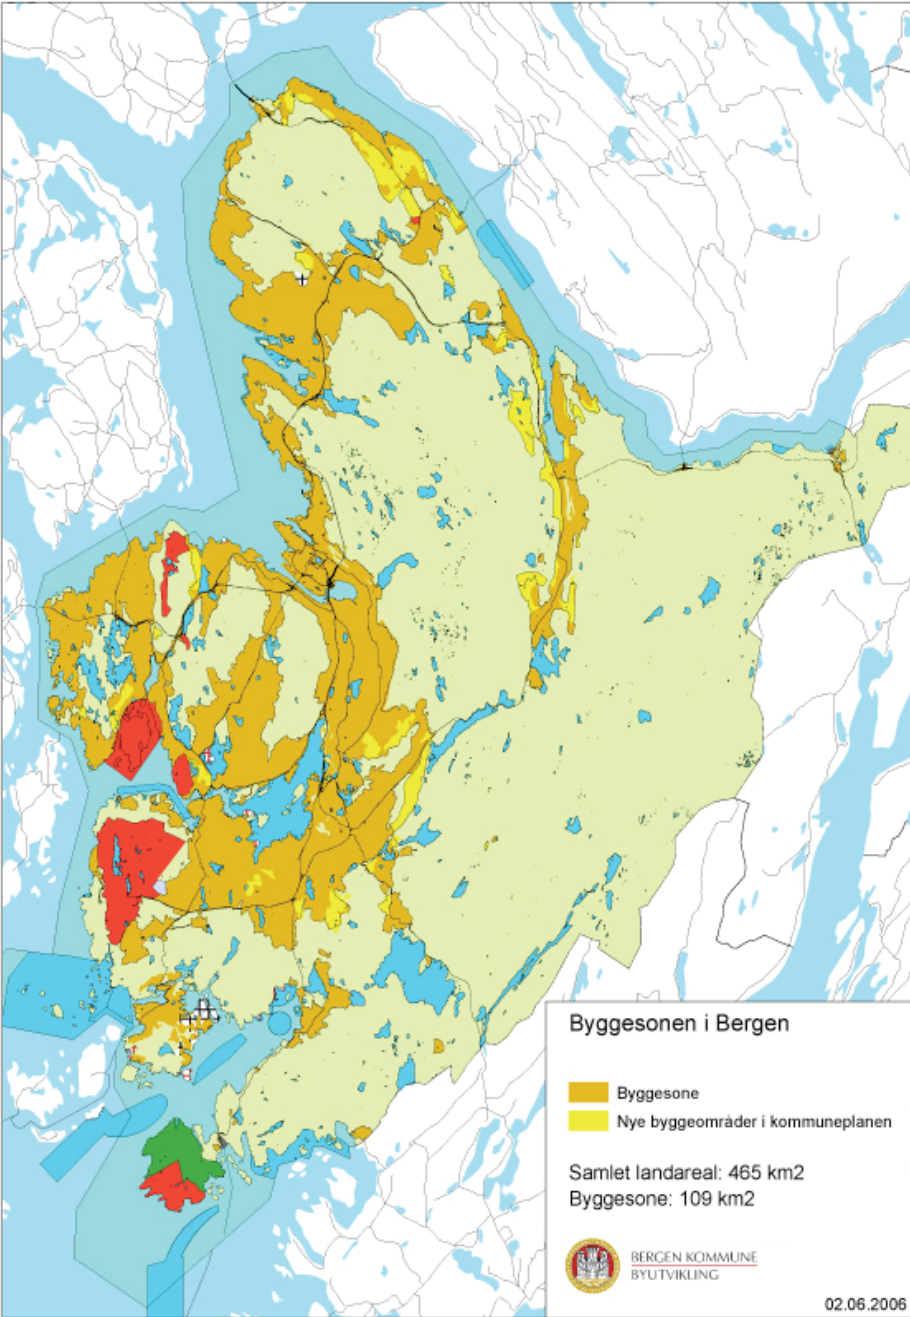 Byggesonen i Bergen
Byggesone
Nye byggeområder i kommuneplanen
Samlet landareal: 465 km2
Byggesone: 109 km2
BERGEN KOMMUNE
BYUTVIKLING
02.06.2006